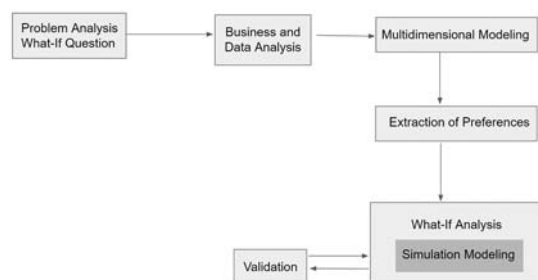 Problem Analysis
What-If Question
Business and
Data Analysis
Multidimensional Modeling
Extraction of Preferences
What-If Analysis
Simulation Modeling
Validation